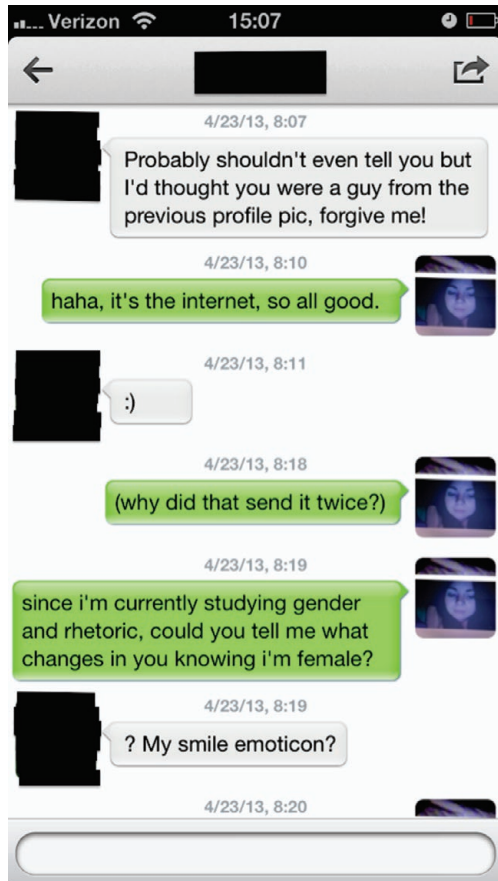 Verizon 15:07
4/23/13, 8:07
Probably shouldn't even tell you but
I'd thought you were a guy from the
previous profile pic, forgive me!
4/23/13, 8:10
haha, it's the internet, so all good.
4/23/13, 8:11
:)
4/23/13, 8:18
(why did that send it twice?)
4/23/13, 8:19
since i'm currently studying gender
and rhetoric, could you tell me what
changes in you knowing i'm female?
4/23/13, 8:19
? My smile emoticon?
4/23/13, 8:20